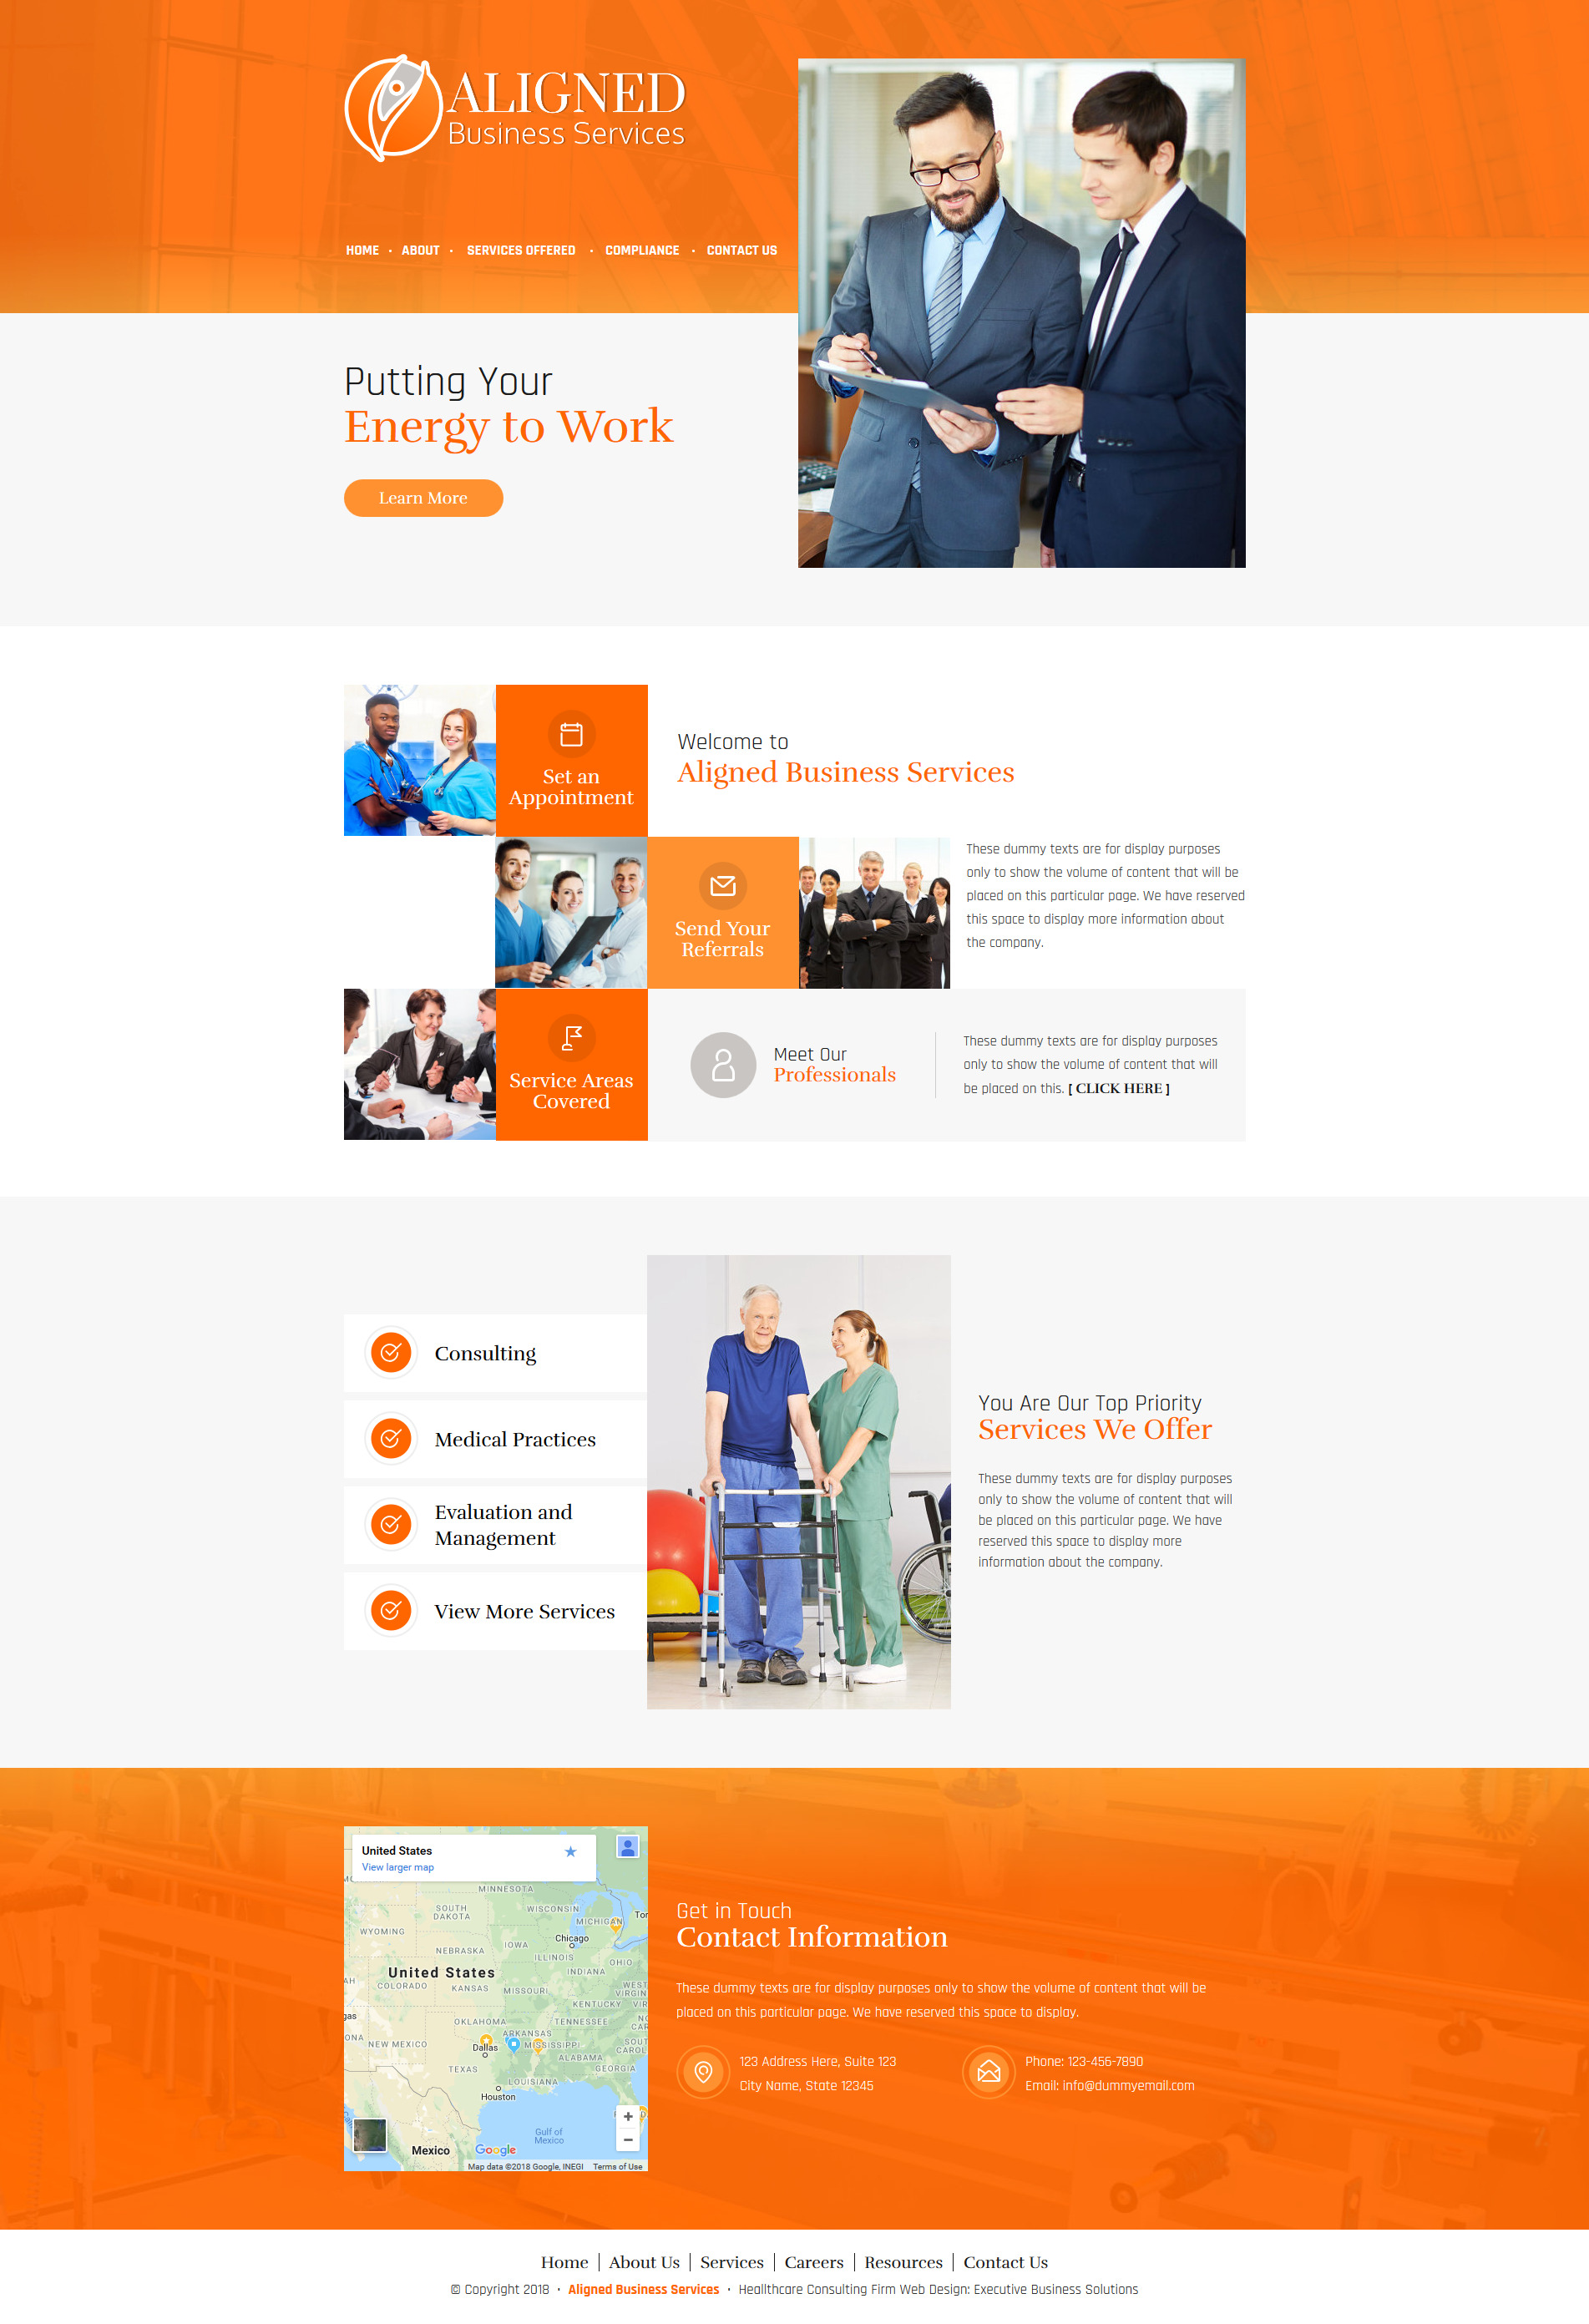 ALIGNED
Business Services
HOME • ABOUT • SERVICES OFFERED • COMPLIANCE • CONTACT US
Putting Your
Energy to Work
Learn More
Set an
Appointment
Welcome to
Aligned Business Services
Send Your
Referrals
These dummy texts are for display purposes
only to show the volume of content that will be
placed on this particular page. We have reserved
this space to display more information about
the company.
Service Areas
Covered
Meet Our
Professionals
These dummy texts are for display purposes
only to show the volume of content that will
be placed on this. [ CLICK HERE ]
Consulting
Medical Practices
Evaluation and
Management
View More Services
You Are Our Top Priority
Services We Offer
These dummy texts are for display purposes
only to show the volume of content that will
be placed on this particular page. We have
reserved this space to display more
information about the company.
United States
View larger map
MINNESOTA
SOUTH
DAKOTA
WISCONSIN
MICHIGAN
Tor
WYOMING
Chicago
IOWA
NEBRASKA
ILLINOIS
OHIO
INDIANA
United States
COLORADO
KANSAS
MISSOURI
WEST
VIRGIN
KENTUCKY
VIR
gas
OKLAHOMA
TENNESSEE
NC
CAR
ONA
NEW MEXICO
ARKANSAS
Dallas
MISSISSIPPI
SOUT
CAROL
ALABAMA
TEXAS
GEORGIA
LOUISIANA
Houston
Gulf of
Mexico
Mexico
Google
Map data ©2018 Google, INEGI Terms of Use
Get in Touch
Contact Information
These dummy texts are for display purposes only to show the volume of content that will be
placed on this particular page. We have reserved this space to display.
123 Address Here, Suite 123
City Name, State 12345
Phone: 123-456-7890
Email: info@dummyemail.com
Home | About Us | Services | Careers | Resources | Contact Us
© Copyright 2018 • Aligned Business Services • Heallthcare Consulting Firm Web Design: Executive Business Solutions